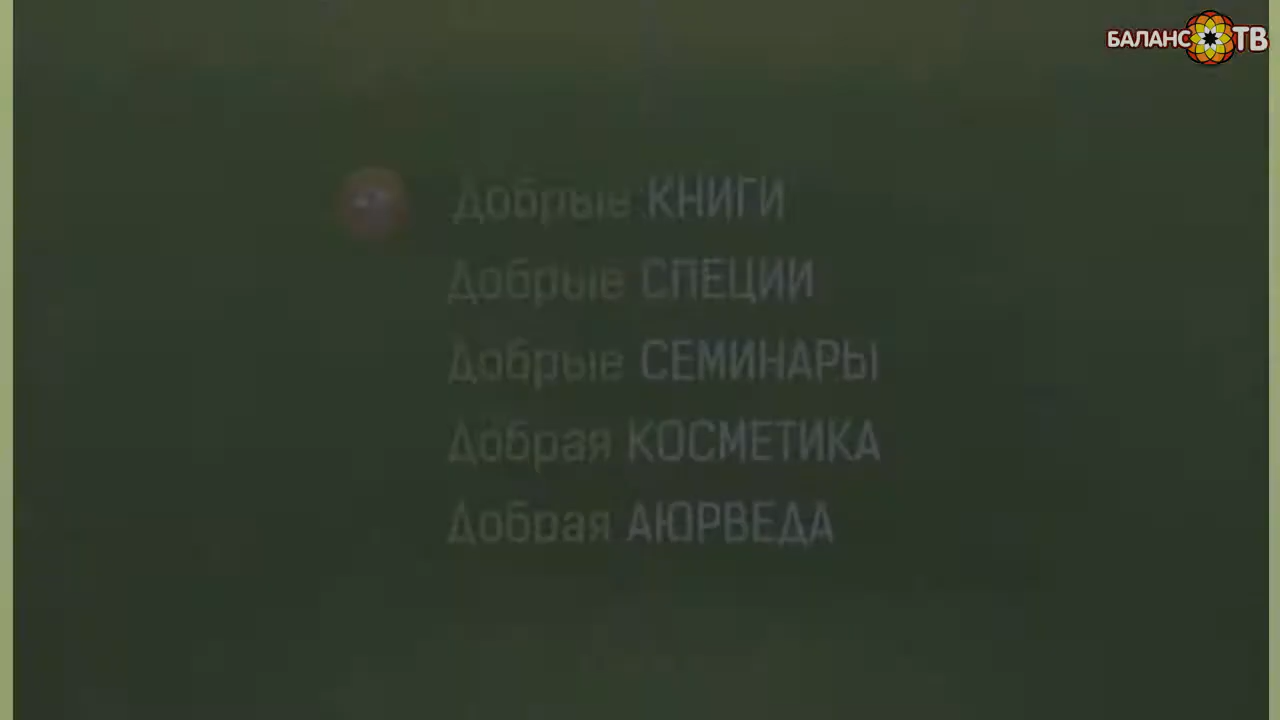 БАЛАНС ТВ
Добрые КНИГИ
Добрые СПЕЦИИ
Добрые СЕМИНАРЫ
Добрая КОСМЕТИКА
Добрая АЮРВЕДА